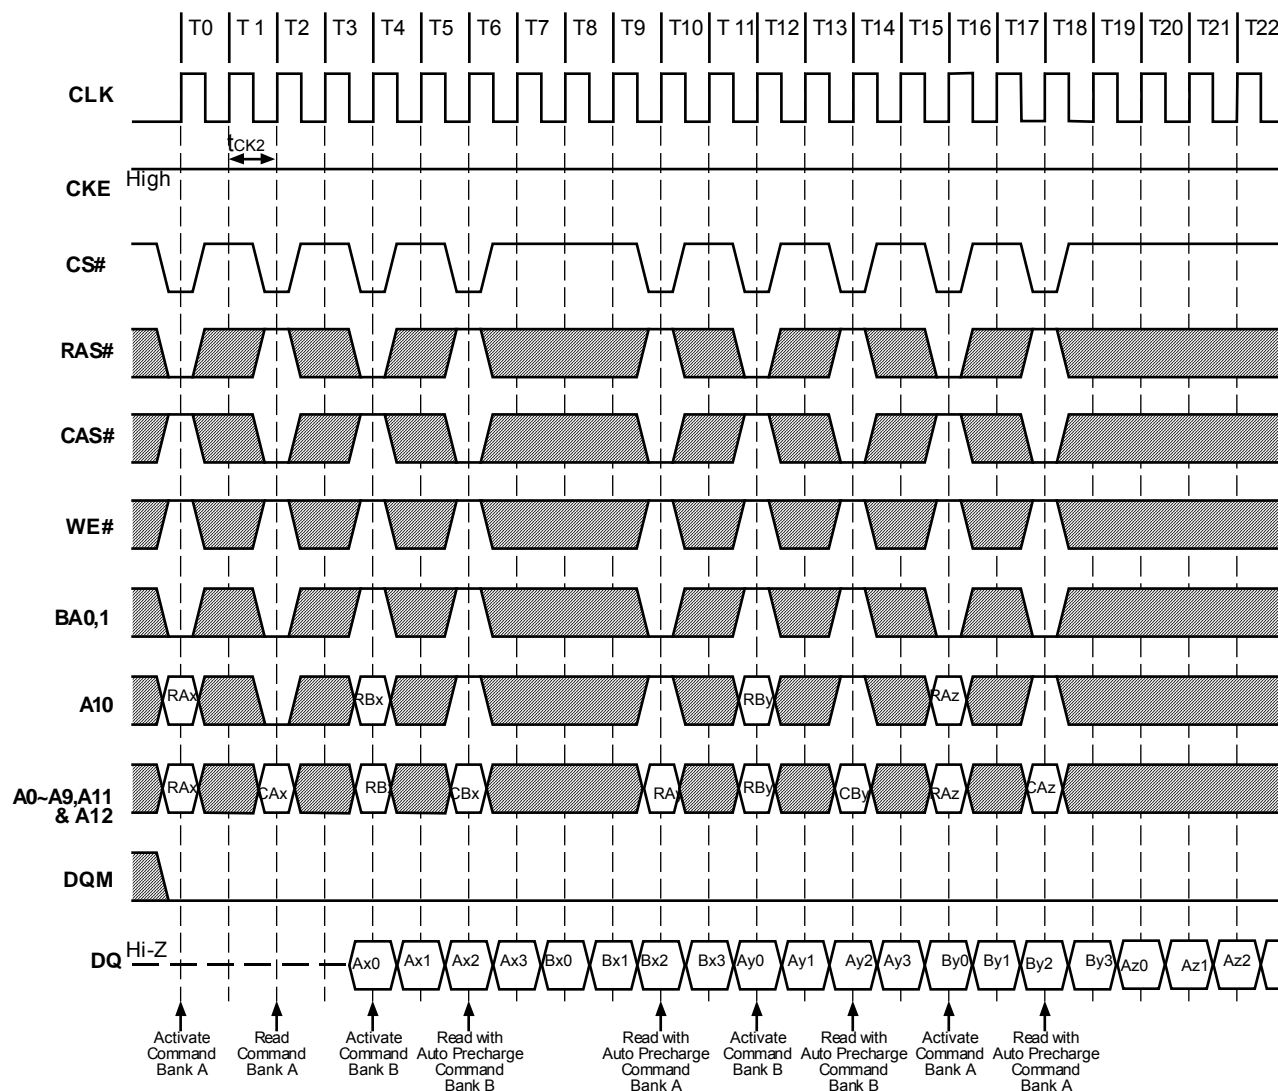 T0 T 1 T2 T3 T4 T5 T6 T7 T8 T9 T10 T 11 T12 T13 T14 T15 T16 T17 T18 T19 T20 T21 T22
CLK
tCK2
High
CKE
CS#
RAS#
CAS#
WE#
BA0,1
RAx RBx RBy RAz
A10
RAx CAx RB CBx RA RBy CBy RAz CAz
A0~A9,A11
& A12
DQM
Hi-Z
DQ
Ax0 Ax1 Ax2 Ax3 Bx0 Bx1 Bx2 Bx3 Ay0 Ay1 Ay2 Ay3 By0 By1 By2 By3 Az0 Az1 Az2
Activate
Command
Bank A
Read
Command
Bank A
Activate
Command
Bank B
Read with
Auto Precharge
Command
Bank B
Read with
Auto Precharge
Command
Bank A
Activate
Command
Bank B
Read with
Auto Precharge
Command
Bank B
Activate
Command
Bank A
Read with
Auto Precharge
Command
Bank A